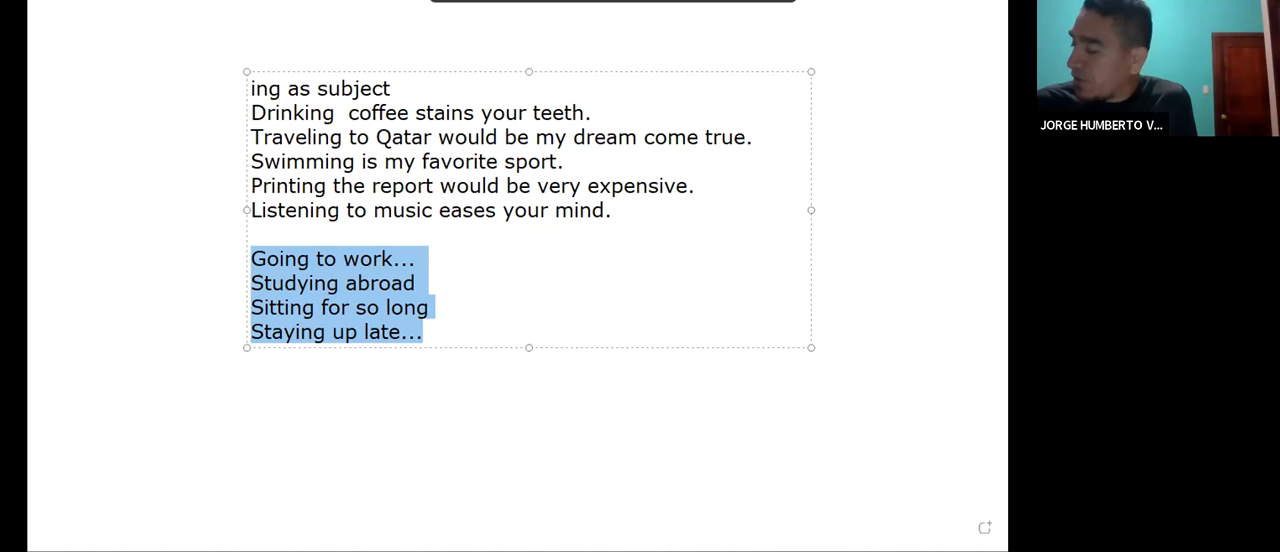 ing as subject
Drinking  coffee stains your teeth.
Traveling to Qatar would be my dream come true.
Swimming is my favorite sport.
Printing the report would be very expensive.
Listening to music eases your mind.
Going to work...
Studying abroad
Sitting for so long
Staying up late...
JORGE HUMBERTO V...